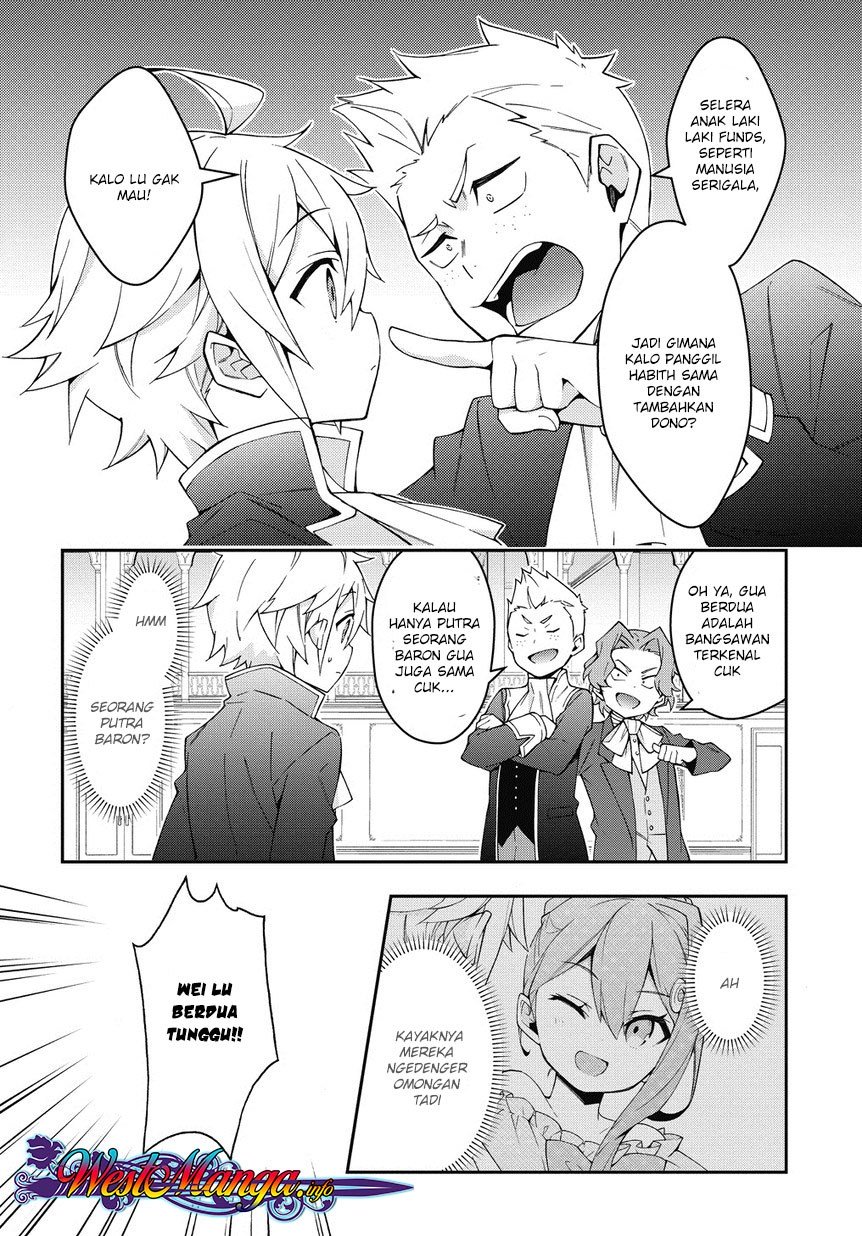 SELERA
ANAK LAKI
LAKI FUNDS,
SEPERTI
MANUSIA
SERIGALA,
JADI GIMANA
KALO PANGGIL
HABITH SAMA
DENGAN
TAMBAHKAN
DONO?
KALO LU GAK
MAU!
OH YA, GUA
BERDUA
ADALAH
BANGSAWAN
TERKENAL
CUK
KALAU
HANYA PUTRA
SEORANG
BARON GUA
JUGA SAMA
CUK...
HMM
SEORANG
PUTRA
BARON?
AH
KAYAKNYA
MEREKA
NGEDENGER
OMONGAN
TADI
WEI LU
BERDUA
TUNGGU!!
WestManga.info